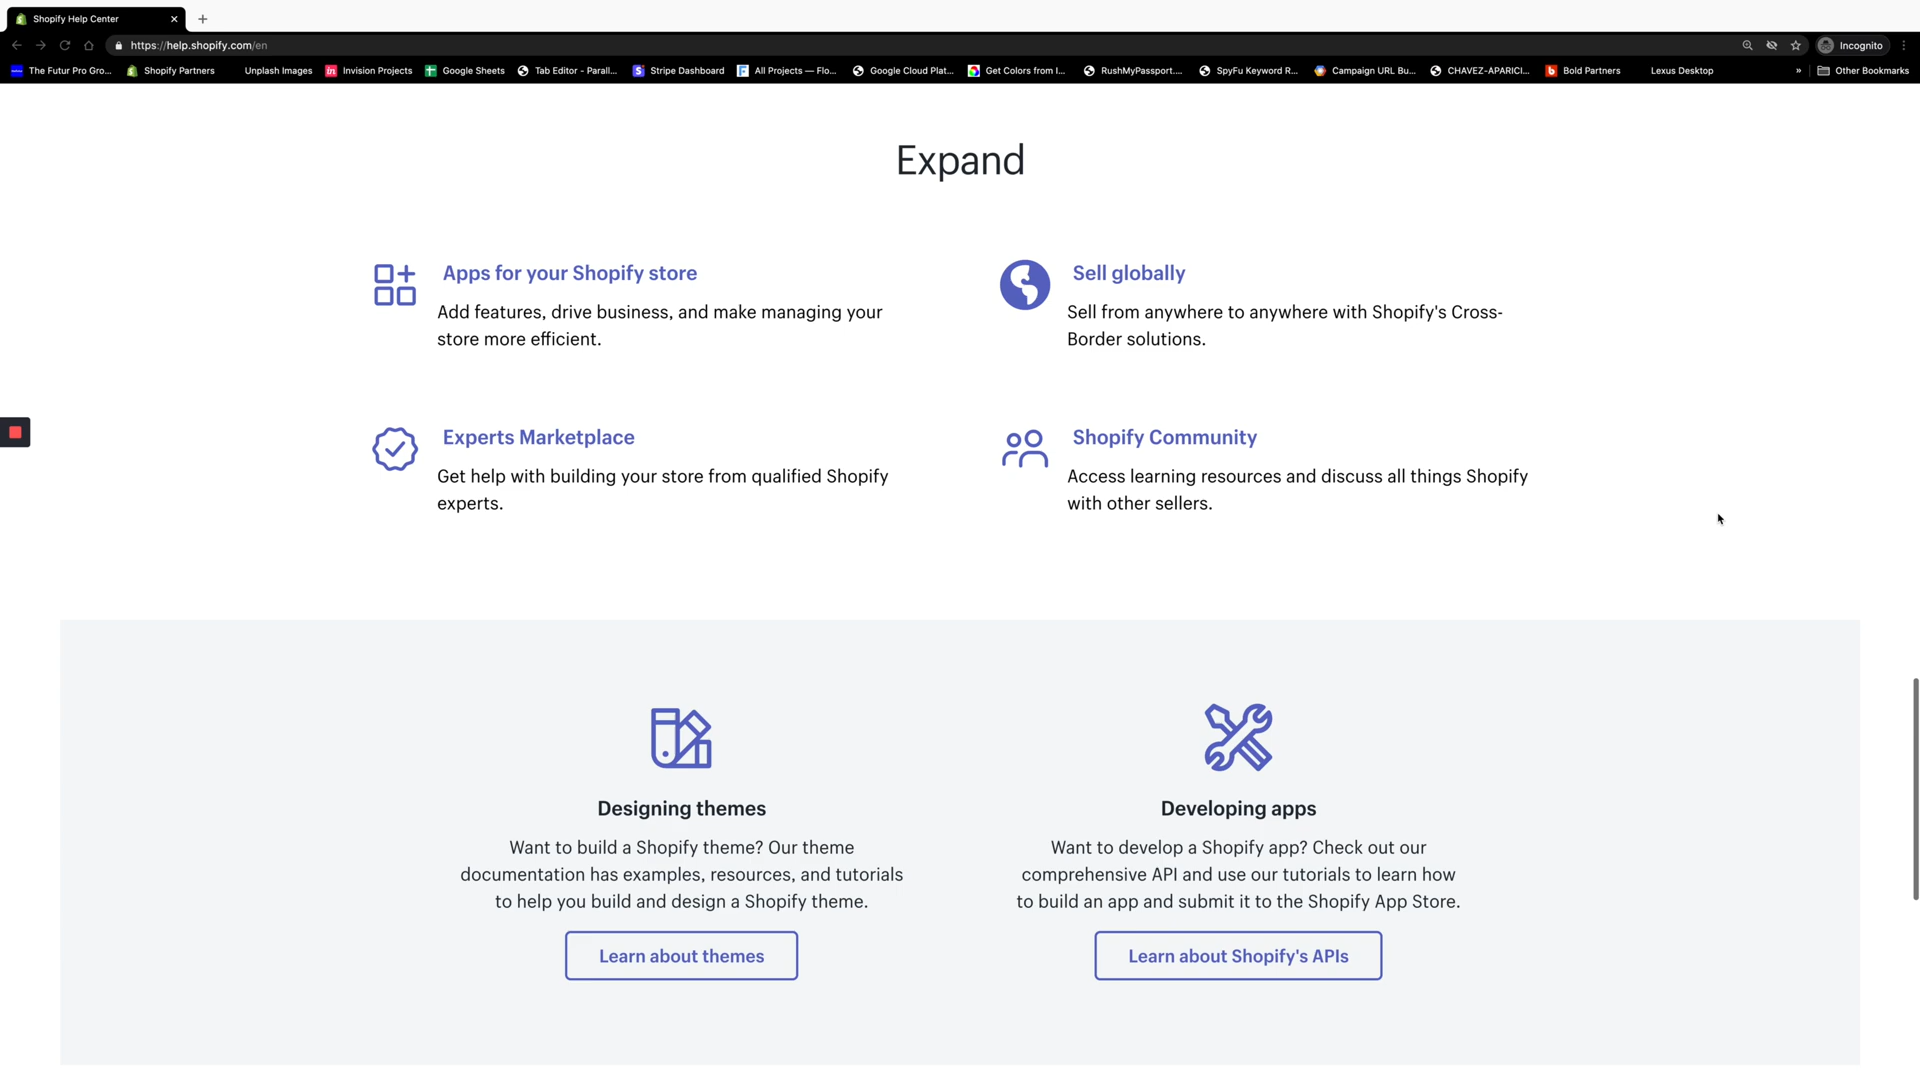 Shopify Help Center
https://help.shopify.com/en
Incognito
The Futur Pro Gro...
Shopify Partners
Unplash Images
Invision Projects
Google Sheets
Tab Editor - Parall...
Stripe Dashboard
All Projects — Flo...
Google Cloud Plat...
Get Colors from I...
RushMyPassport....
SpyFu Keyword R...
Campaign URL Bu...
CHAVEZ-APARICI...
Bold Partners
Lexus Desktop
»
Other Bookmarks
Expand
Apps for your Shopify store
Add features, drive business, and make managing your
store more efficient.
Sell globally
Sell from anywhere to anywhere with Shopify's Cross-
Border solutions.
Experts Marketplace
Get help with building your store from qualified Shopify
experts.
Shopify Community
Access learning resources and discuss all things Shopify
with other sellers.
Designing themes
Want to build a Shopify theme? Our theme
documentation has examples, resources, and tutorials
to help you build and design a Shopify theme.
Learn about themes
Developing apps
Want to develop a Shopify app? Check out our
comprehensive API and use our tutorials to learn how
to build an app and submit it to the Shopify App Store.
Learn about Shopify's APIs